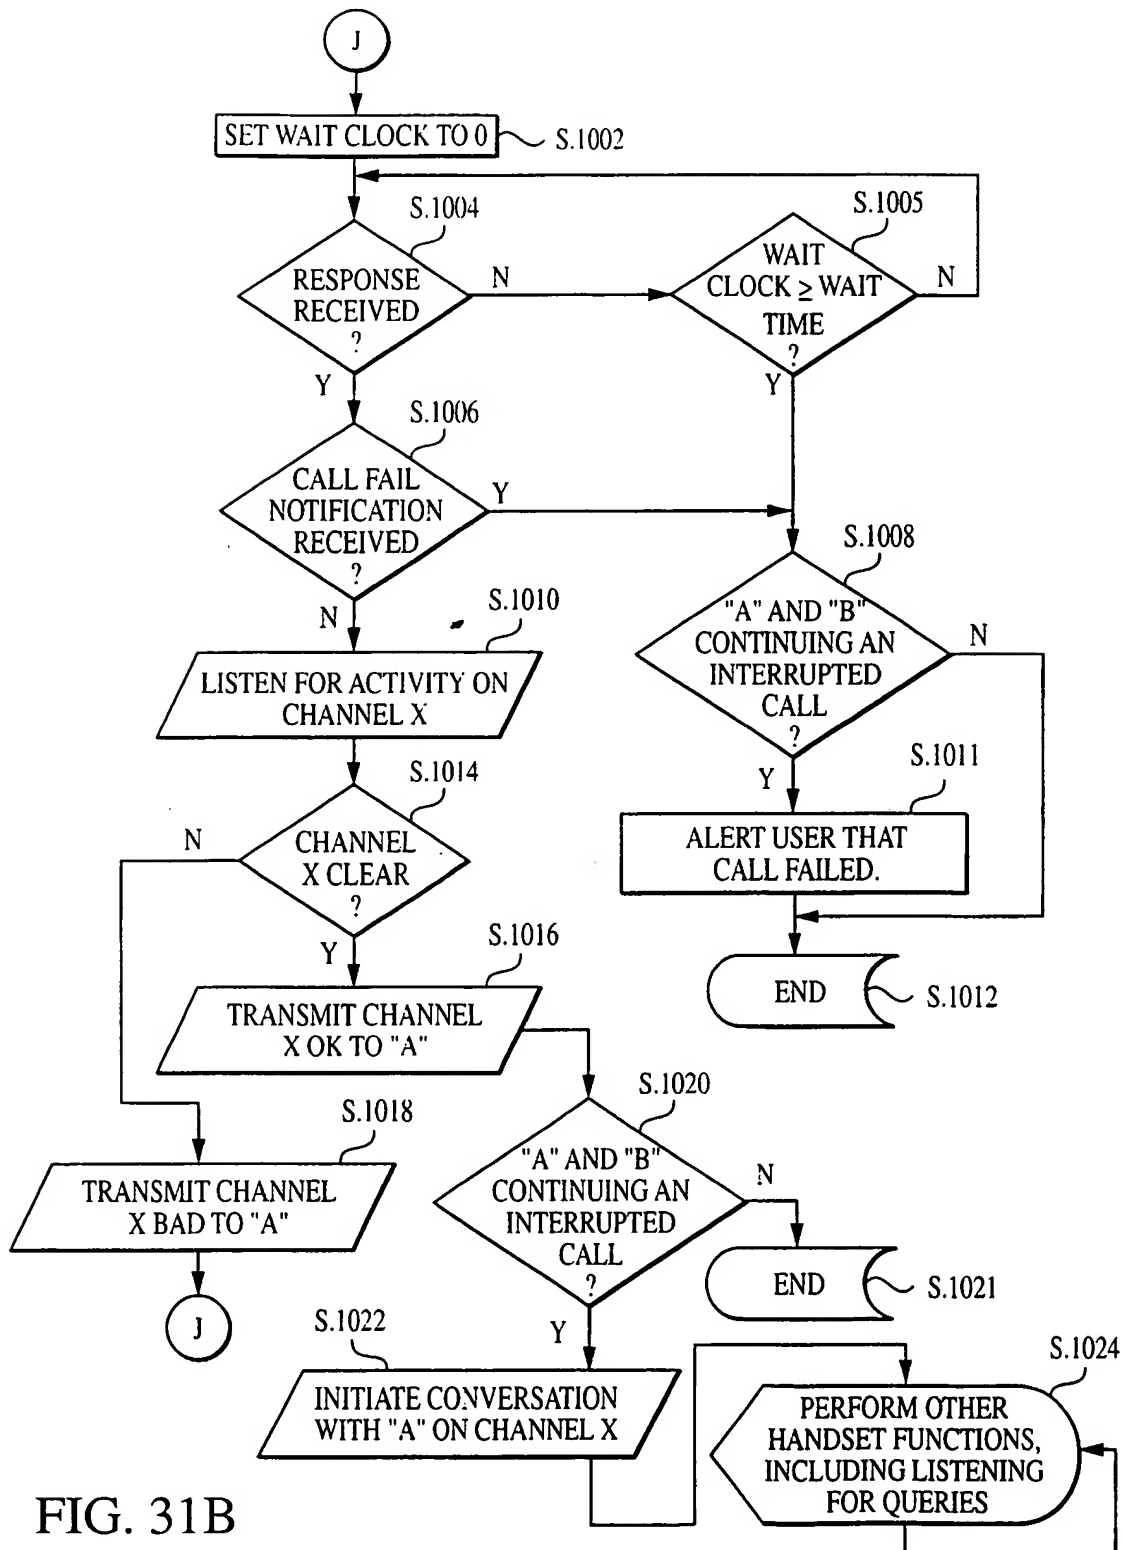 J
SET WAIT CLOCK TO 0
S.1002
S.1004
RESPONSE
RECEIVED
?
N
Y
S.1005
WAIT
CLOCK ≥ WAIT
TIME
?
N
Y
S.1006
CALL FAIL
NOTIFICATION
RECEIVED
?
Y
N
S.1008
"A" AND "B"
CONTINUING AN
INTERRUPTED
CALL
?
N
Y
S.1010
LISTEN FOR ACTIVITY ON
CHANNEL X
S.1011
ALERT USER THAT
CALL FAILED.
END
S.1012
S.1014
CHANNEL
X CLEAR
?
N
Y
S.1016
TRANSMIT CHANNEL
X OK TO "A"
S.1018
TRANSMIT CHANNEL
X BAD TO "A"
J
S.1020
"A" AND "B"
CONTINUING AN
INTERRUPTED
CALL
?
N
Y
END
S.1021
S.1022
INITIATE CONVERSATION
WITH "A" ON CHANNEL X
S.1024
PERFORM OTHER
HANDSET FUNCTIONS,
INCLUDING LISTENING
FOR QUERIES
FIG. 31B